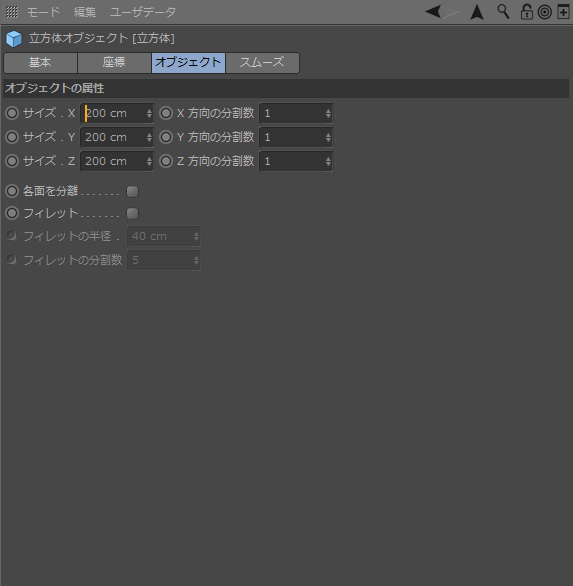 モード 編集 ユーザデータ
立方体オブジェクト [立方体]
基本 座標 オブジェクト スムーズ
オブジェクトの属性
サイズ . X 200 cm X 方向の分割数 1
サイズ . Y 200 cm Y 方向の分割数 1
サイズ . Z 200 cm Z 方向の分割数 1
各面を分離 . . . . . . .
フィレット . . . . . . .
フィレットの半径 . 40 cm
フィレットの分割数 5